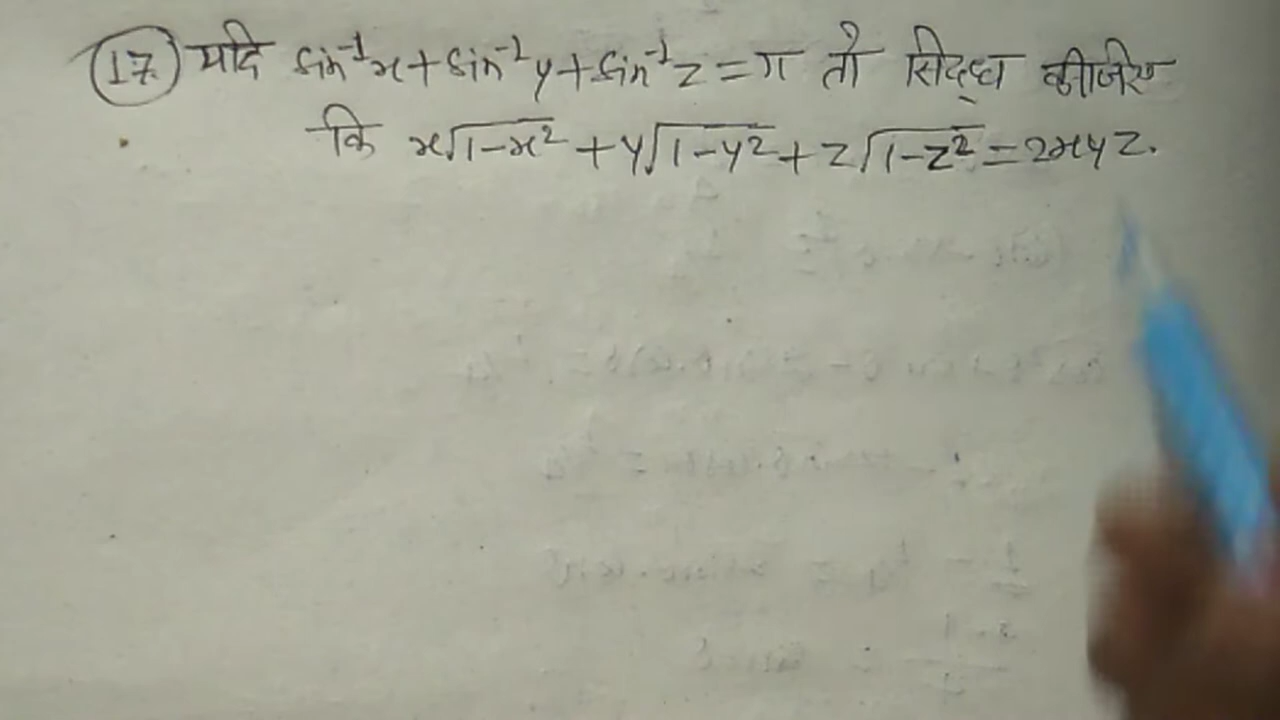 17. यदि sin⁻¹x+sin⁻¹y+sin⁻¹z=π तो सिद्ध कीजिए
कि x√1-x² + y√1-y² + z√1-z² = 2xyz.